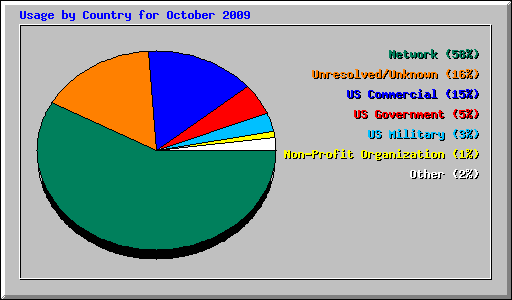 Usage by Country for October 2009
Network (58%)
Unresolved/Unknown (16%)
US Commercial (15%)
US Government (5%)
US Military (3%)
Non-Profit Organization (1%)
Other (2%)